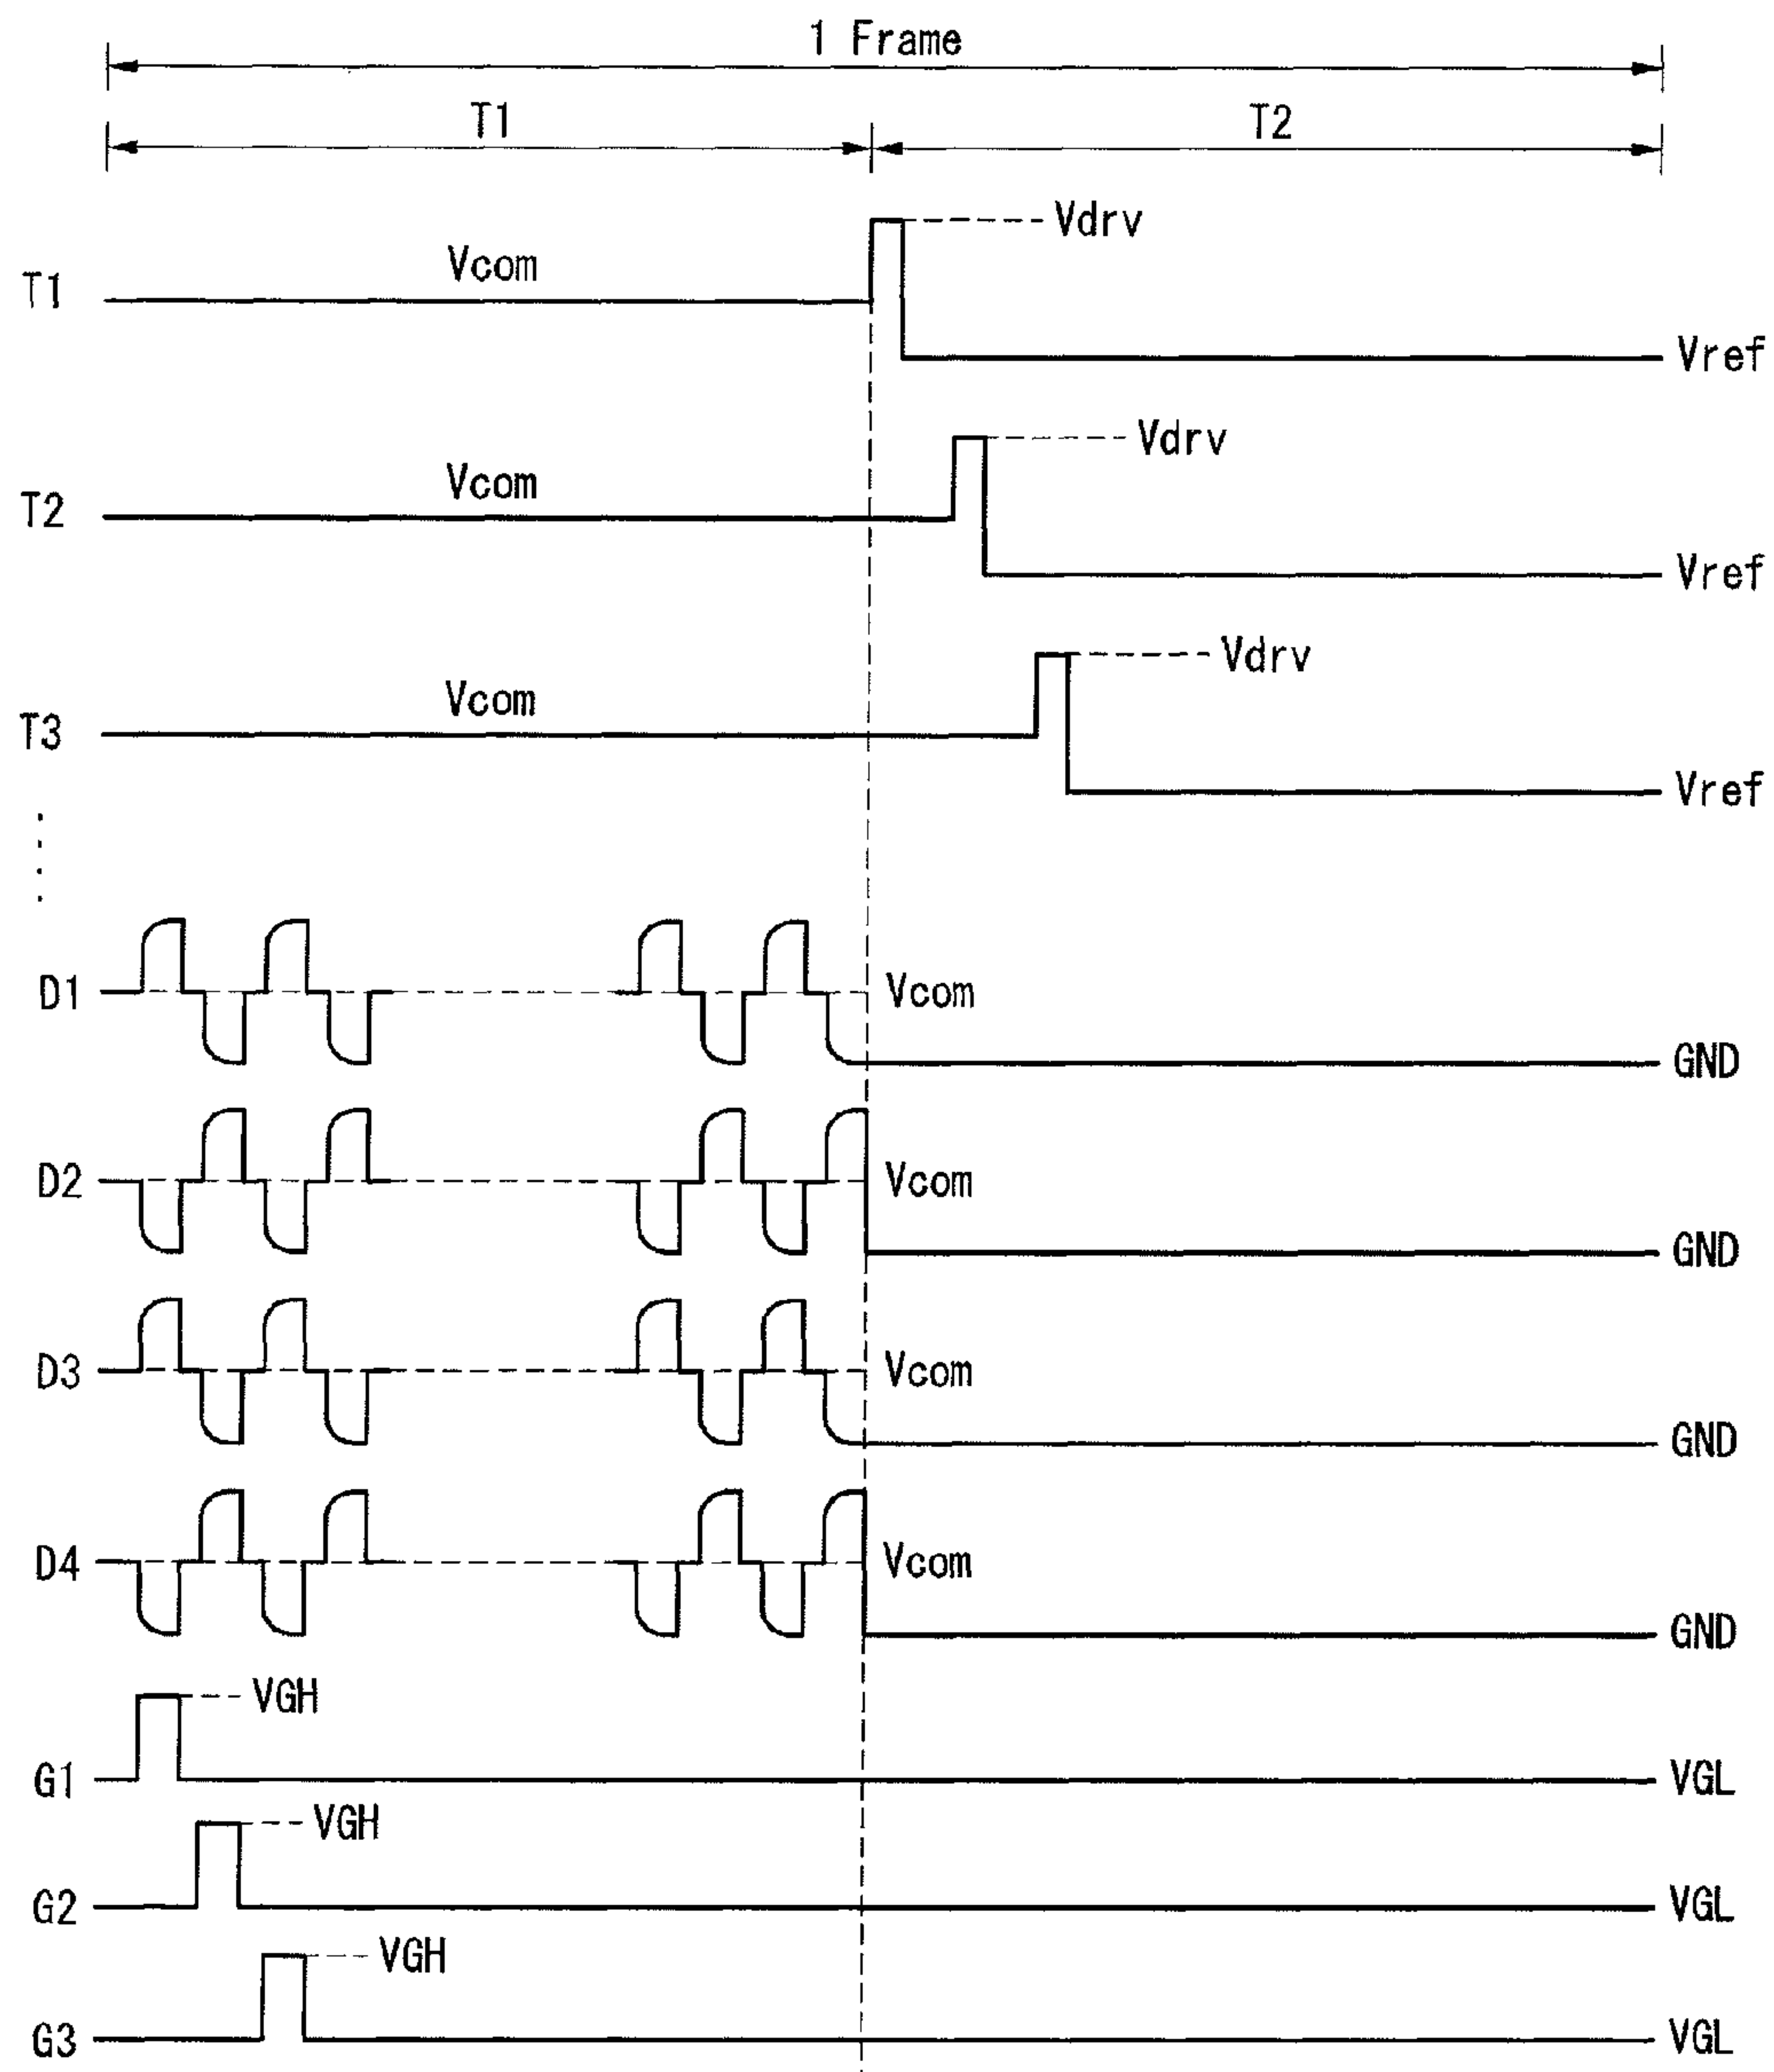 1 Frame
T1 T2
Vdrv
Vcom
T1
Vref
Vdrv
Vcom
T2
Vref
Vdrv
Vcom
T3
Vref
D1 Vcom
GND
D2 Vcom
GND
D3 Vcom
GND
D4 Vcom
GND
VGH
G1 VGL
VGH
G2 VGL
VGH
G3 VGL